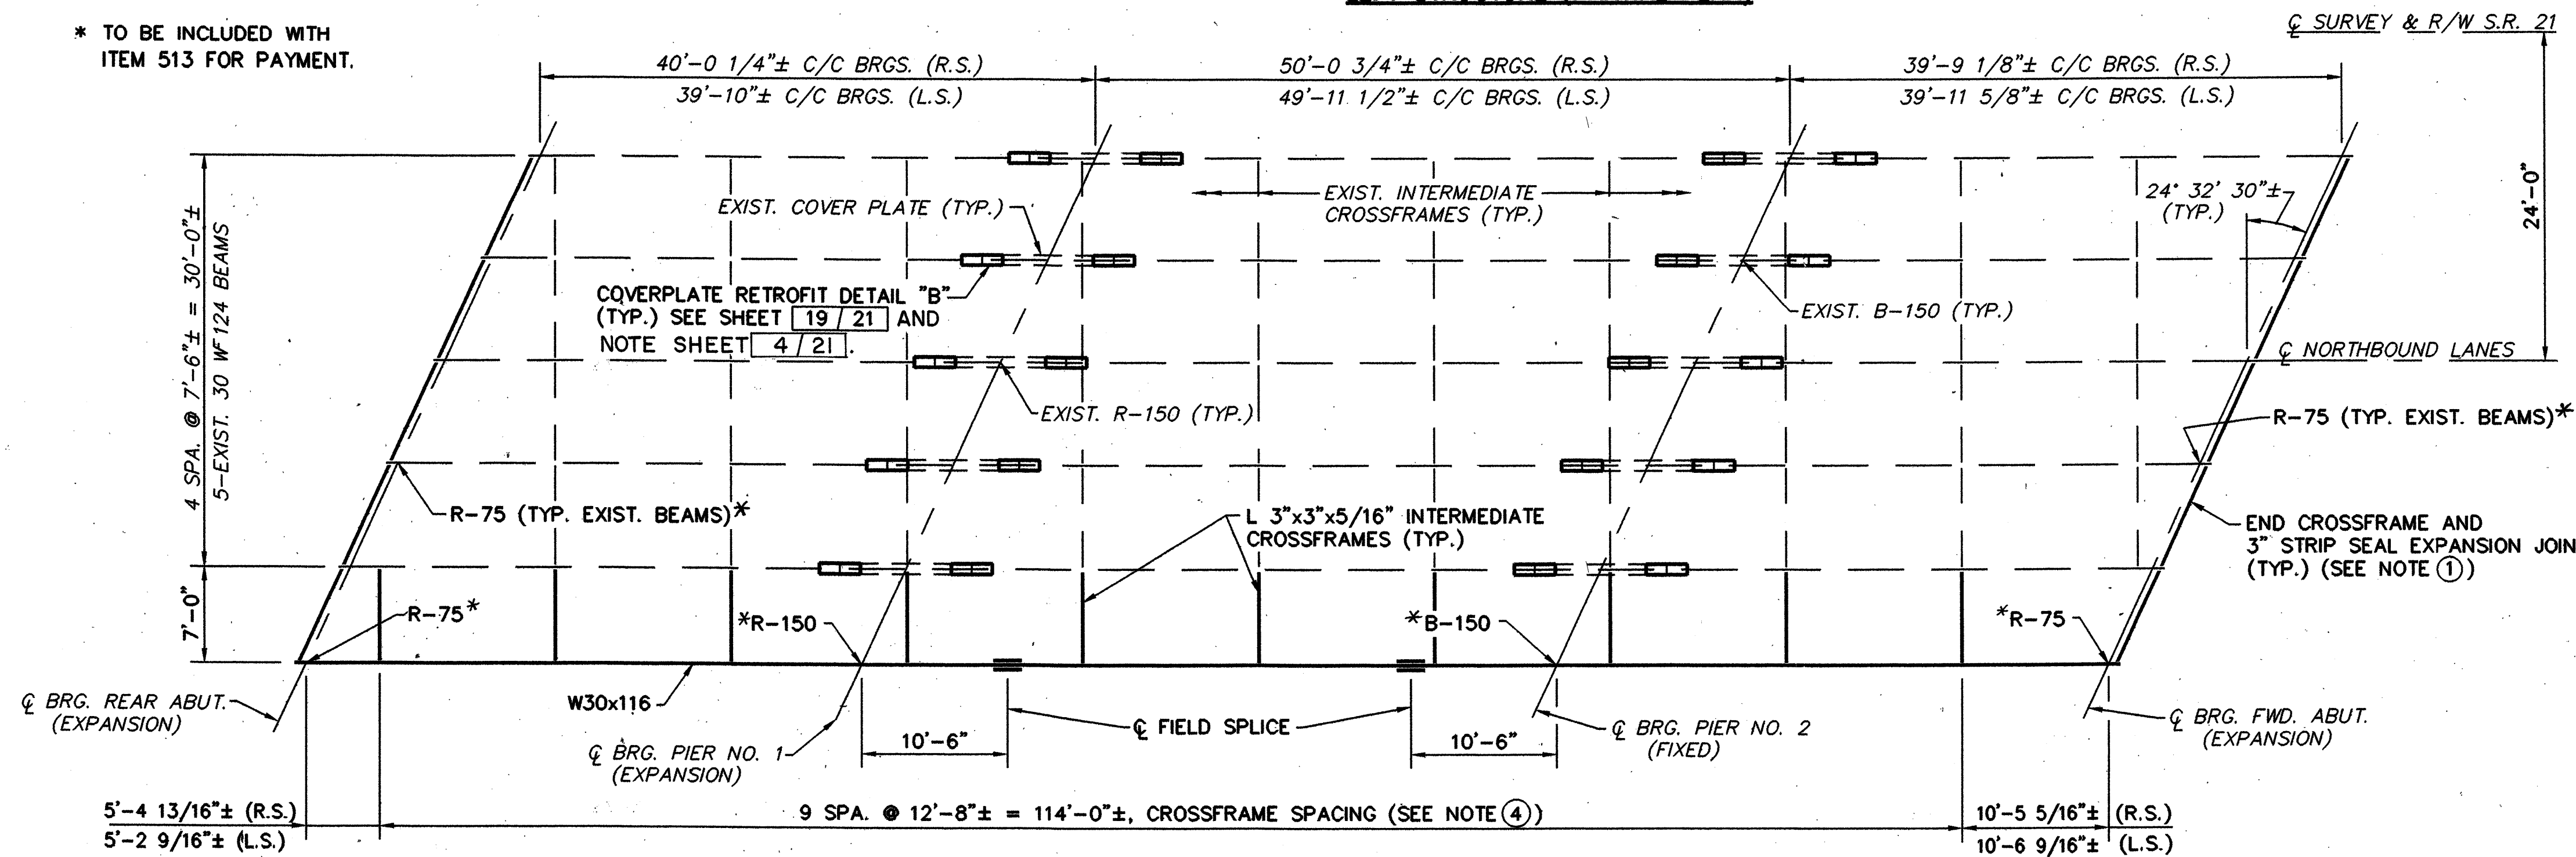 * TO BE INCLUDED WITH
ITEM 513 FOR PAYMENT.
℄ SURVEY & R/W S.R. 21
40'-0 1/4"± C/C BRGS. (R.S.)
39'-10"± C/C BRGS. (L.S.)
50'-0 3/4"± C/C BRGS. (R.S.)
49'-11 1/2"± C/C BRGS. (L.S.)
39'-9 1/8"± C/C BRGS. (R.S.)
39'-11 5/8"± C/C BRGS. (L.S.)
4 SPA. @ 7'-6"± = 30'-0"±
5-EXIST. 30 WF 124 BEAMS
EXIST. COVER PLATE (TYP.)
EXIST. INTERMEDIATE
CROSSFRAMES (TYP.)
24° 32' 30"±
(TYP.)
24'-0"
COVERPLATE RETROFIT DETAIL "B"
(TYP.) SEE SHEET 19 / 21 AND
NOTE SHEET 4 / 21.
EXIST. B-150 (TYP.)
℄ NORTHBOUND LANES
EXIST. R-150 (TYP.)
R-75 (TYP. EXIST. BEAMS)*
R-75 (TYP. EXIST. BEAMS)*
L 3"x3"x5/16" INTERMEDIATE
CROSSFRAMES (TYP.)
END CROSSFRAME AND
3" STRIP SEAL EXPANSION JOIN
(TYP.) (SEE NOTE 1)
7'-0"
R-75*
*R-150
*B-150
*R-75
W30x116
℄ BRG. REAR ABUT.
(EXPANSION)
℄ BRG. PIER NO. 1
(EXPANSION)
10'-6"
℄ FIELD SPLICE
10'-6"
℄ BRG. PIER NO. 2
(FIXED)
℄ BRG. FWD. ABUT.
(EXPANSION)
5'-4 13/16"± (R.S.)
5'-2 9/16"± (L.S.)
9 SPA. @ 12'-8"± = 114'-0"±, CROSSFRAME SPACING (SEE NOTE 4)
10'-5 5/16"± (R.S.)
10'-6 9/16"± (L.S.)